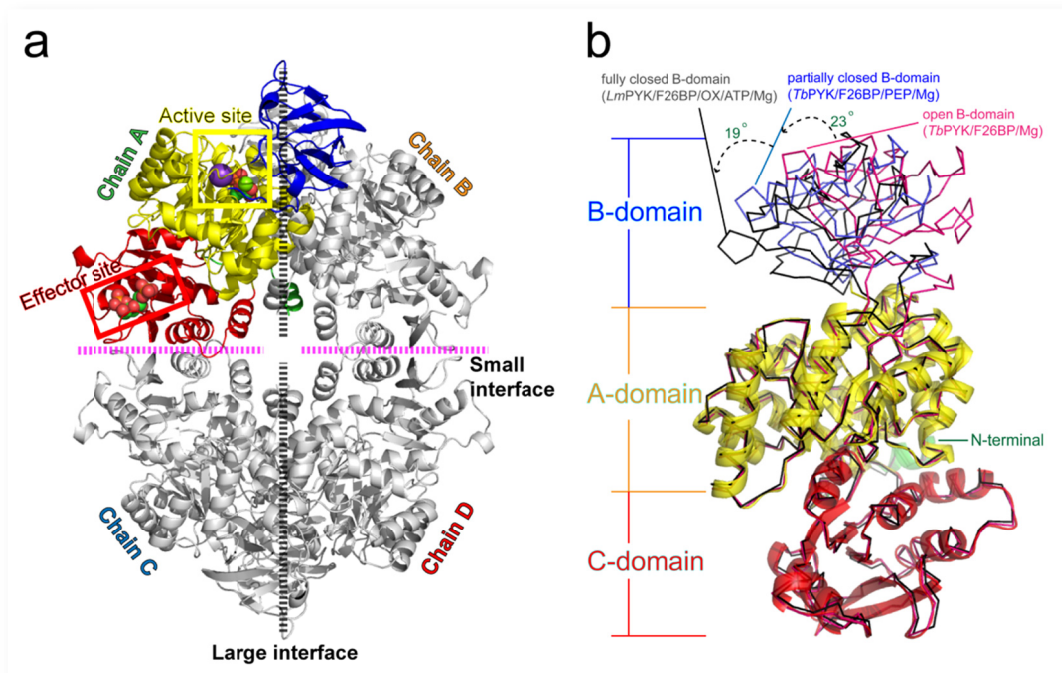 a
Active site
Chain A
Chain B
Effector site
Small
interface
Chain C
Chain D
Large interface
b
fully closed B-domain
(LmPYK/F26BP/OX/ATP/Mg)
partially closed B-domain
(TbPYK/F26BP/PEP/Mg)
19°
23°
open B-domain
(TbPYK/F26BP/Mg)
B-domain
A-domain
N-terminal
C-domain